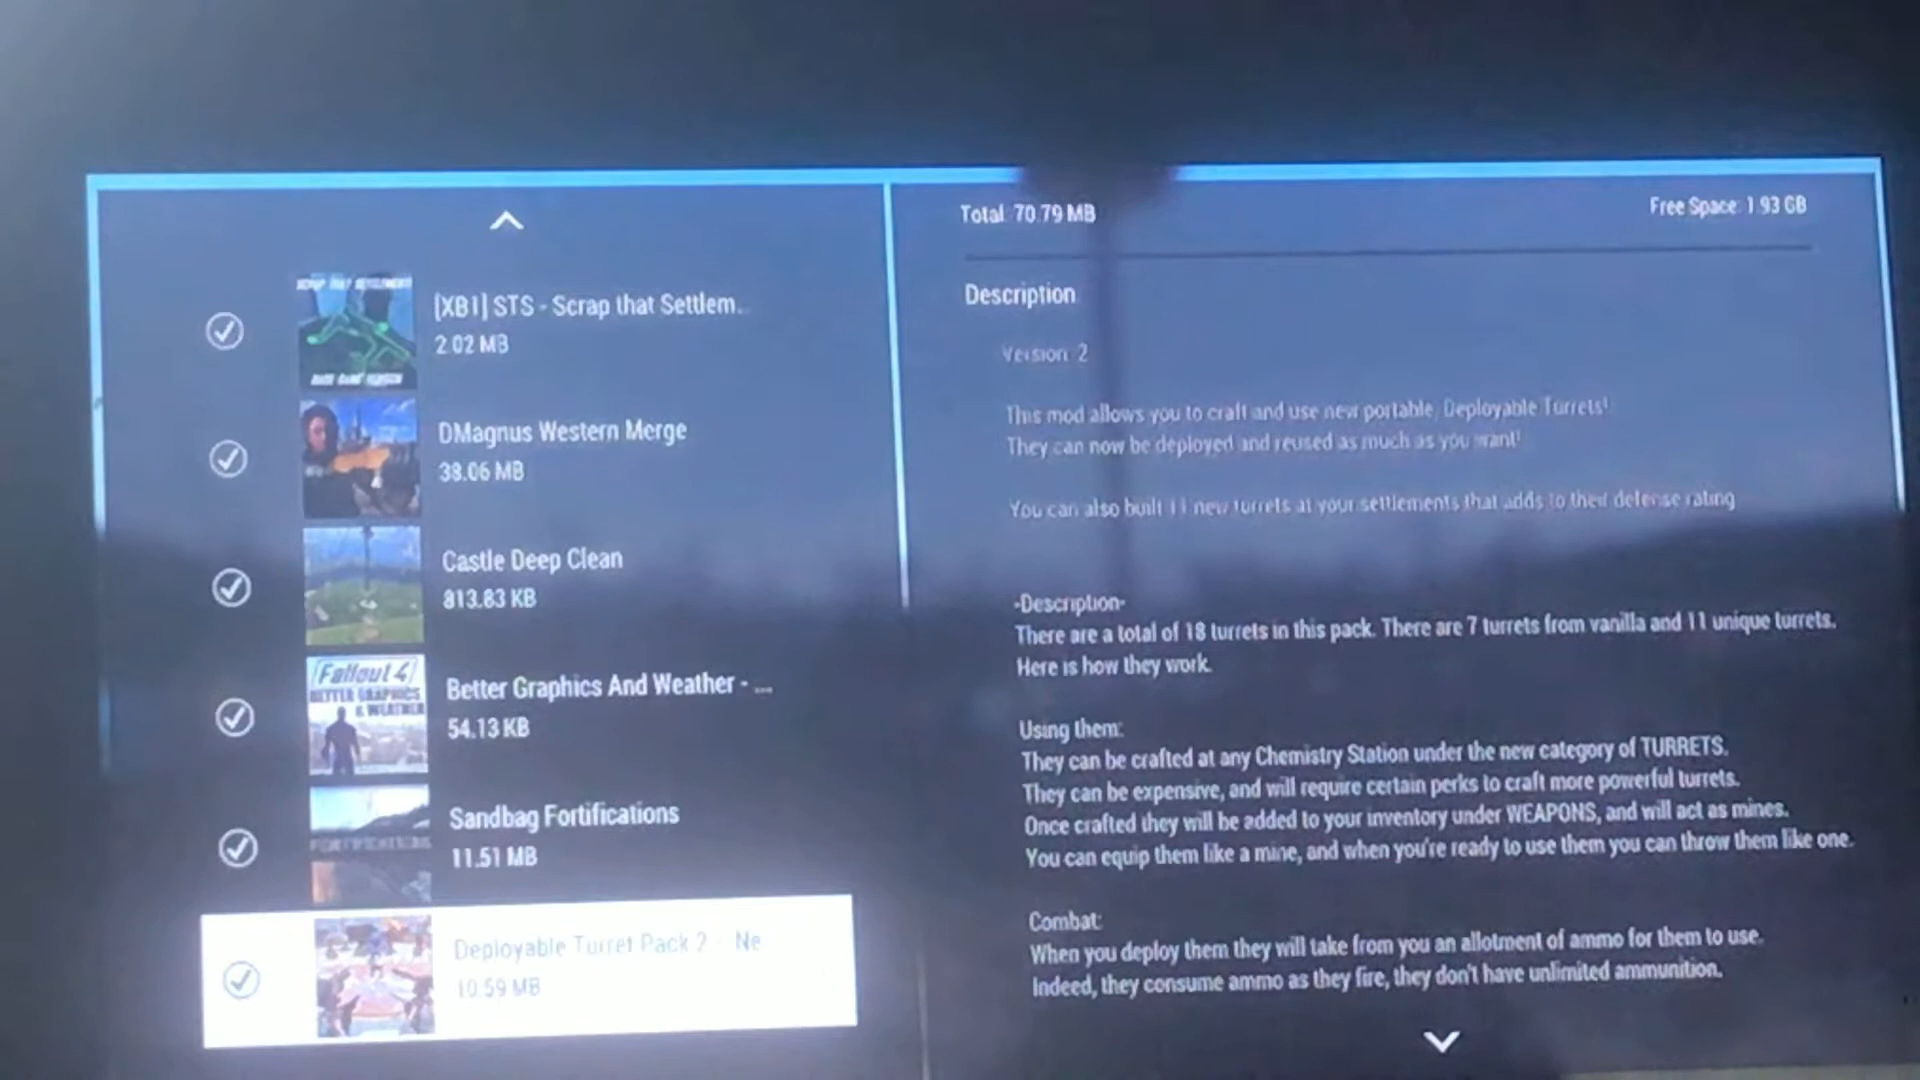 Total: 70.79 MB
Free Space: 1.93 GB
[XB1] STS - Scrap that Settlem...
2.02 MB
DMagnus Western Merge
38.06 MB
Castle Deep Clean
813.83 KB
Fallout 4
BETTER GRAPHICS
& WEATHER
Better Graphics And Weather - ...
54.13 KB
Sandbag Fortifications
11.51 MB
Deployable Turret Pack 2 - Ne
10.59 MB
Description
Version: 2
This mod allows you to craft and use new portable, Deployable Turrets!
They can now be deployed and reused as much as you want!
You can also built 11 new turrets at your settlements that adds to their defense rating
-Description-
There are a total of 18 turrets in this pack. There are 7 turrets from vanilla and 11 unique turrets.
Here is how they work.
Using them:
They can be crafted at any Chemistry Station under the new category of TURRETS.
They can be expensive, and will require certain perks to craft more powerful turrets.
Once crafted they will be added to your inventory under WEAPONS, and will act as mines.
You can equip them like a mine, and when you're ready to use them you can throw them like one.
Combat:
When you deploy them they will take from you an allotment of ammo for them to use.
Indeed, they consume ammo as they fire, they don't have unlimited ammunition.